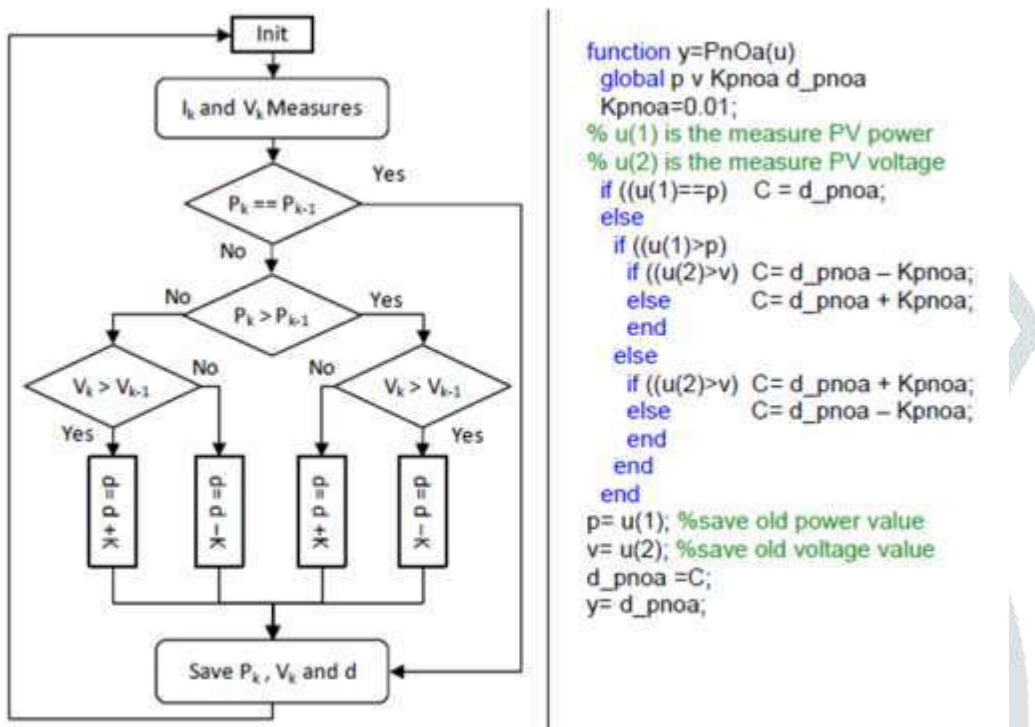 Init
I_k and V_k Measures
Yes
P_k == P_k-1
No
No
P_k > P_k-1
Yes
V_k > V_k-1
No
No
V_k > V_k-1
Yes
Yes
d= d + K
d= d – K
d= d + K
d= d – K
Save P_k , V_k and d
function y=PnOa(u)
global p v Kpnoa d_pnoa
Kpnoa=0.01;
% u(1) is the measure PV power
% u(2) is the measure PV voltage
if ((u(1)==p) C = d_pnoa;
else
if ((u(1)>p)
if ((u(2)>v) C= d_pnoa – Kpnoa;
else C= d_pnoa + Kpnoa;
end
else
if ((u(2)>v) C= d_pnoa + Kpnoa;
else C= d_pnoa – Kpnoa;
end
end
end
p= u(1); %save old power value
v= u(2); %save old voltage value
d_pnoa =C;
y= d_pnoa;